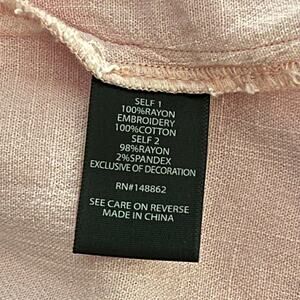 SELF 1
100%RAYON
EMBROIDERY
100%COTTON
SELF 2
98%RAYON
2%SPANDEX
EXCLUSIVE OF DECORATION
RN#148862
SEE CARE ON REVERSE
MADE IN CHINA